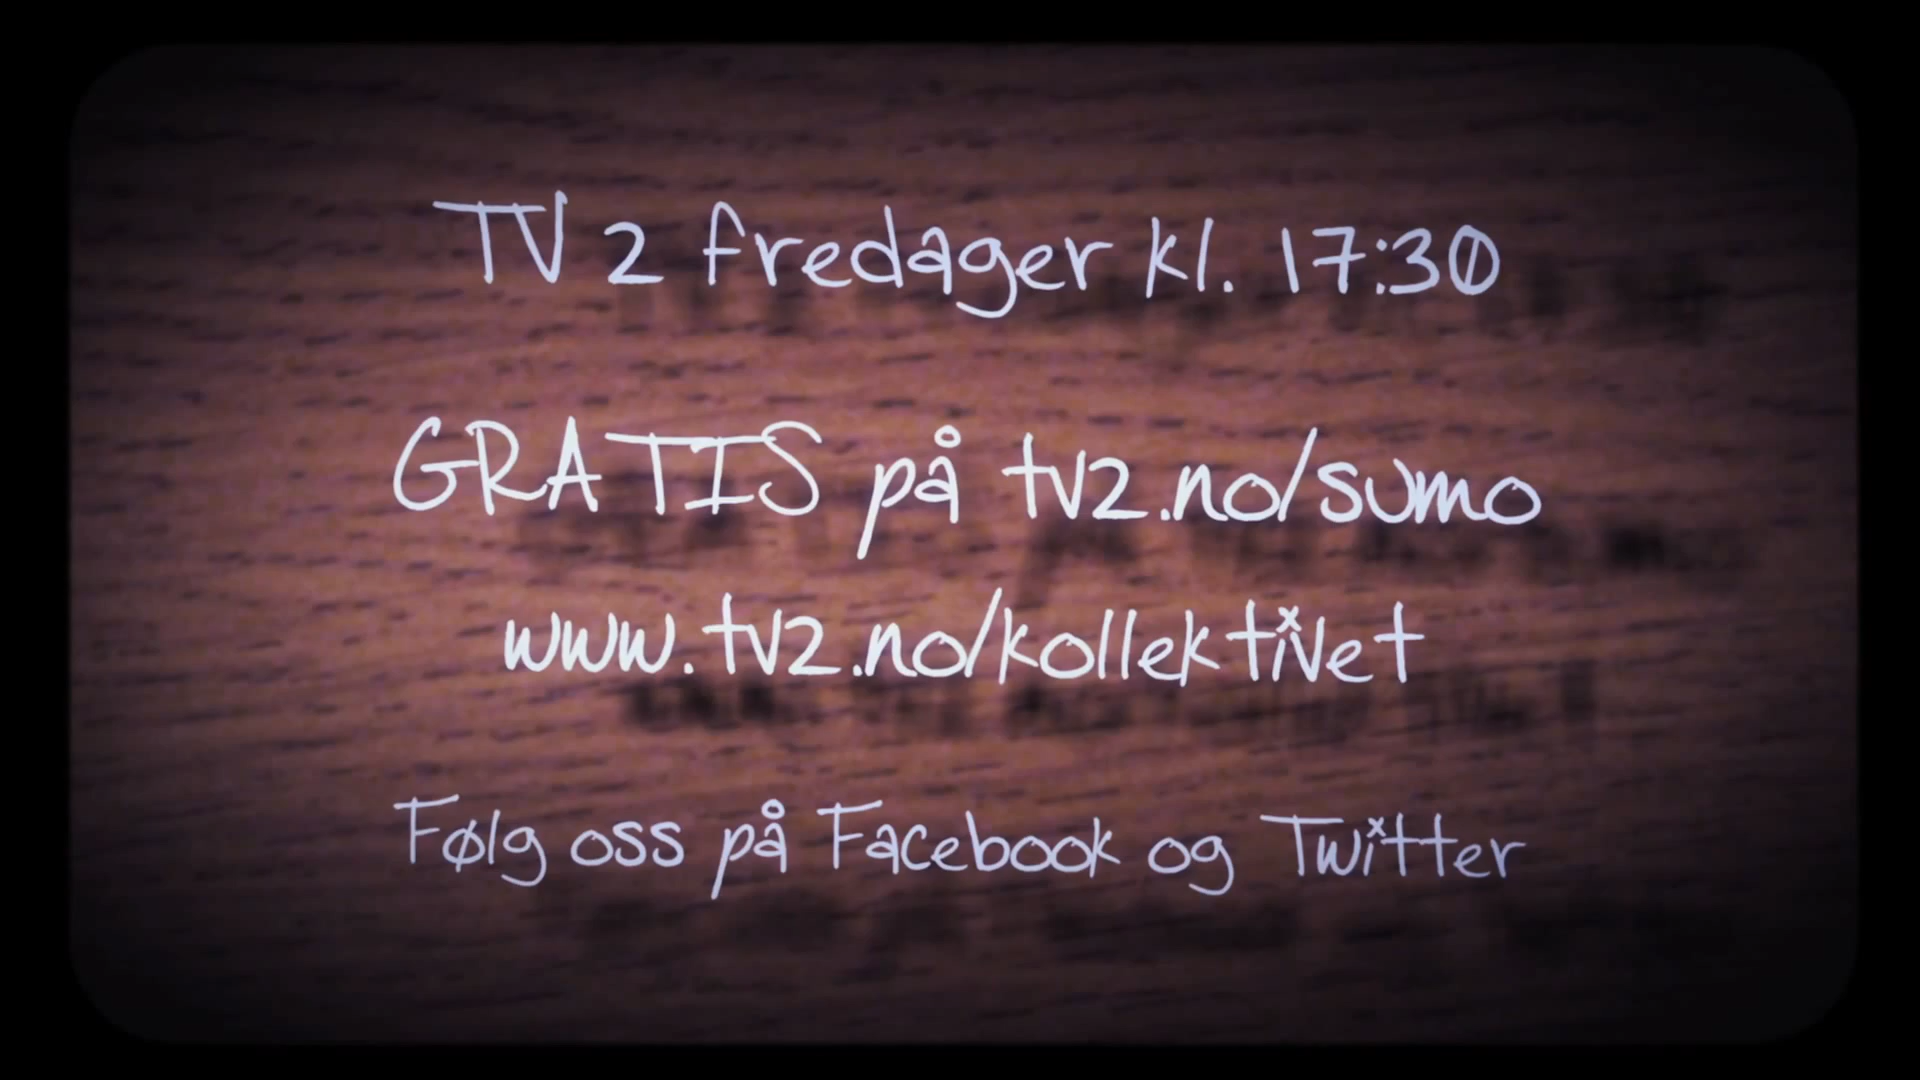 TV 2 fredager kl. 17:30
GRATIS på tv2.no/sumo
www.tv2.no/kollektivet
Følg oss på Facebook og Twitter